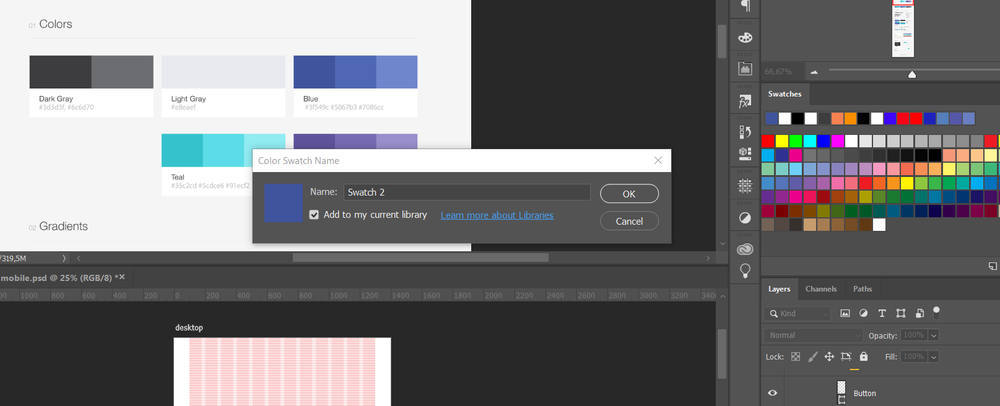 01 Colors
Dark Gray
#3d3d3f, #6c6d70
Light Gray
#e8eaef
Blue
#3f549c #5067b3 #7086cc
Teal
#35c2cd #5cdce6 #91ecf2
02 Gradients
Color Swatch Name
Name: Swatch 2
OK
Add to my current library Learn more about Libraries
Cancel
/319,5M
mobile.psd @ 25% (RGB/8) *
00 1000 800 600 400 200 0 200 400 600 800 1000 1200 1400 1600 1800 2000 2200 2400 2600 2800 3000 3200 3400
desktop
66,67%
Swatches
Layers Channels Paths
Kind
Normal Opacity: 100%
Lock: Fill: 100%
Button